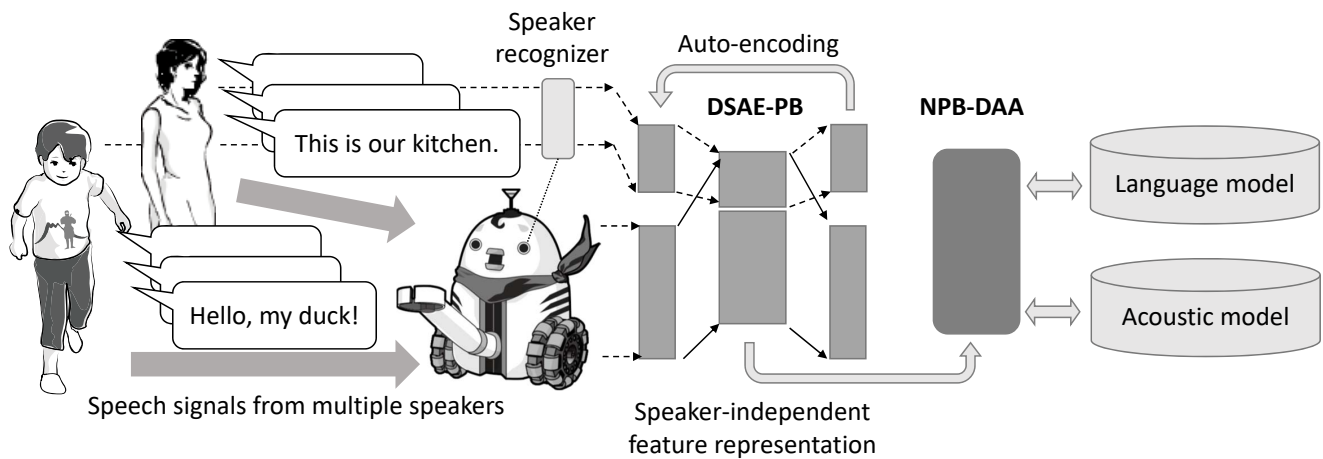 Speaker
recognizer
Auto-encoding
DSAE-PB
NPB-DAA
This is our kitchen.
Language model
Hello, my duck!
Acoustic model
Speech signals from multiple speakers
Speaker-independent
feature representation